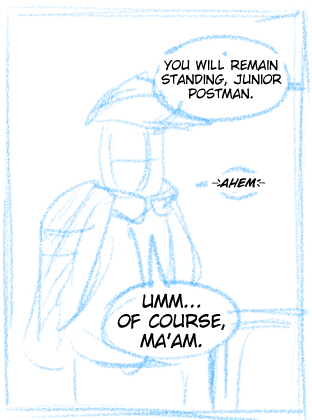 YOU WILL REMAIN
STANDING, JUNIOR
POSTMAN.
AHEM
UMM...
OF COURSE,
MA'AM.